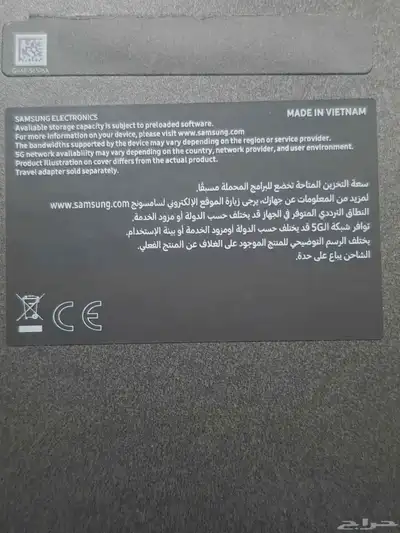 SAMSUNG ELECTRONICS
MADE IN VIETNAM
Available storage capacity is subject to preloaded software.
For more information on your device, please visit www.samsung.com
The bandwidths supported by the device may vary depending on the region or service provider.
5G network availability may vary depending on the country, network provider, and user environment.
Product illustration on cover differs from the actual product.
Travel adapter sold separately.
سعة التخزين المتاحة تخضع للبرامج المحملة مسبقًا.
لمزيد من المعلومات عن جهازك، يرجى زيارة الموقع الإلكتروني لسامسونج www.samsung.com
النطاق الترددي المتوفر في الجهاز قد يختلف حسب الدولة أو مزود الخدمة.
توافر شبكة الـ5G قد يختلف حسب الدولة أومزود الخدمة أو بيئة الإستخدام.
يختلف الرسم التوضيحي للمنتج الموجود على الغلاف عن المنتج الفعلي.
الشاحن يباع على حدة.
CE
حراج